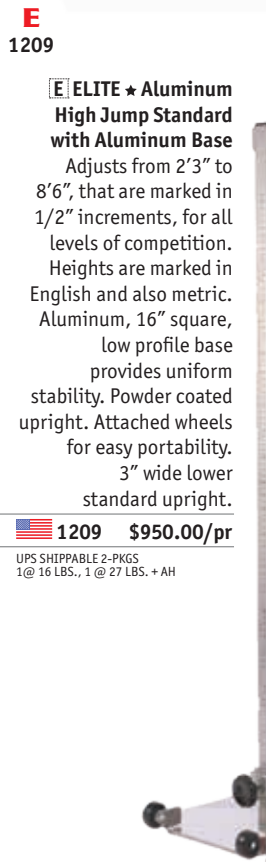 E
1209
E ELITE ★ Aluminum
High Jump Standard
with Aluminum Base
Adjusts from 2’3” to
8’6”, that are marked in
1/2” increments, for all
levels of competition.
Heights are marked in
English and also metric.
Aluminum, 16” square,
low profile base
provides uniform
stability. Powder coated
upright. Attached wheels
for easy portability.
3” wide lower
standard upright.
1209 $950.00/pr
UPS SHIPPABLE 2-PKGS
1@ 16 LBS., 1 @ 27 LBS. + AH